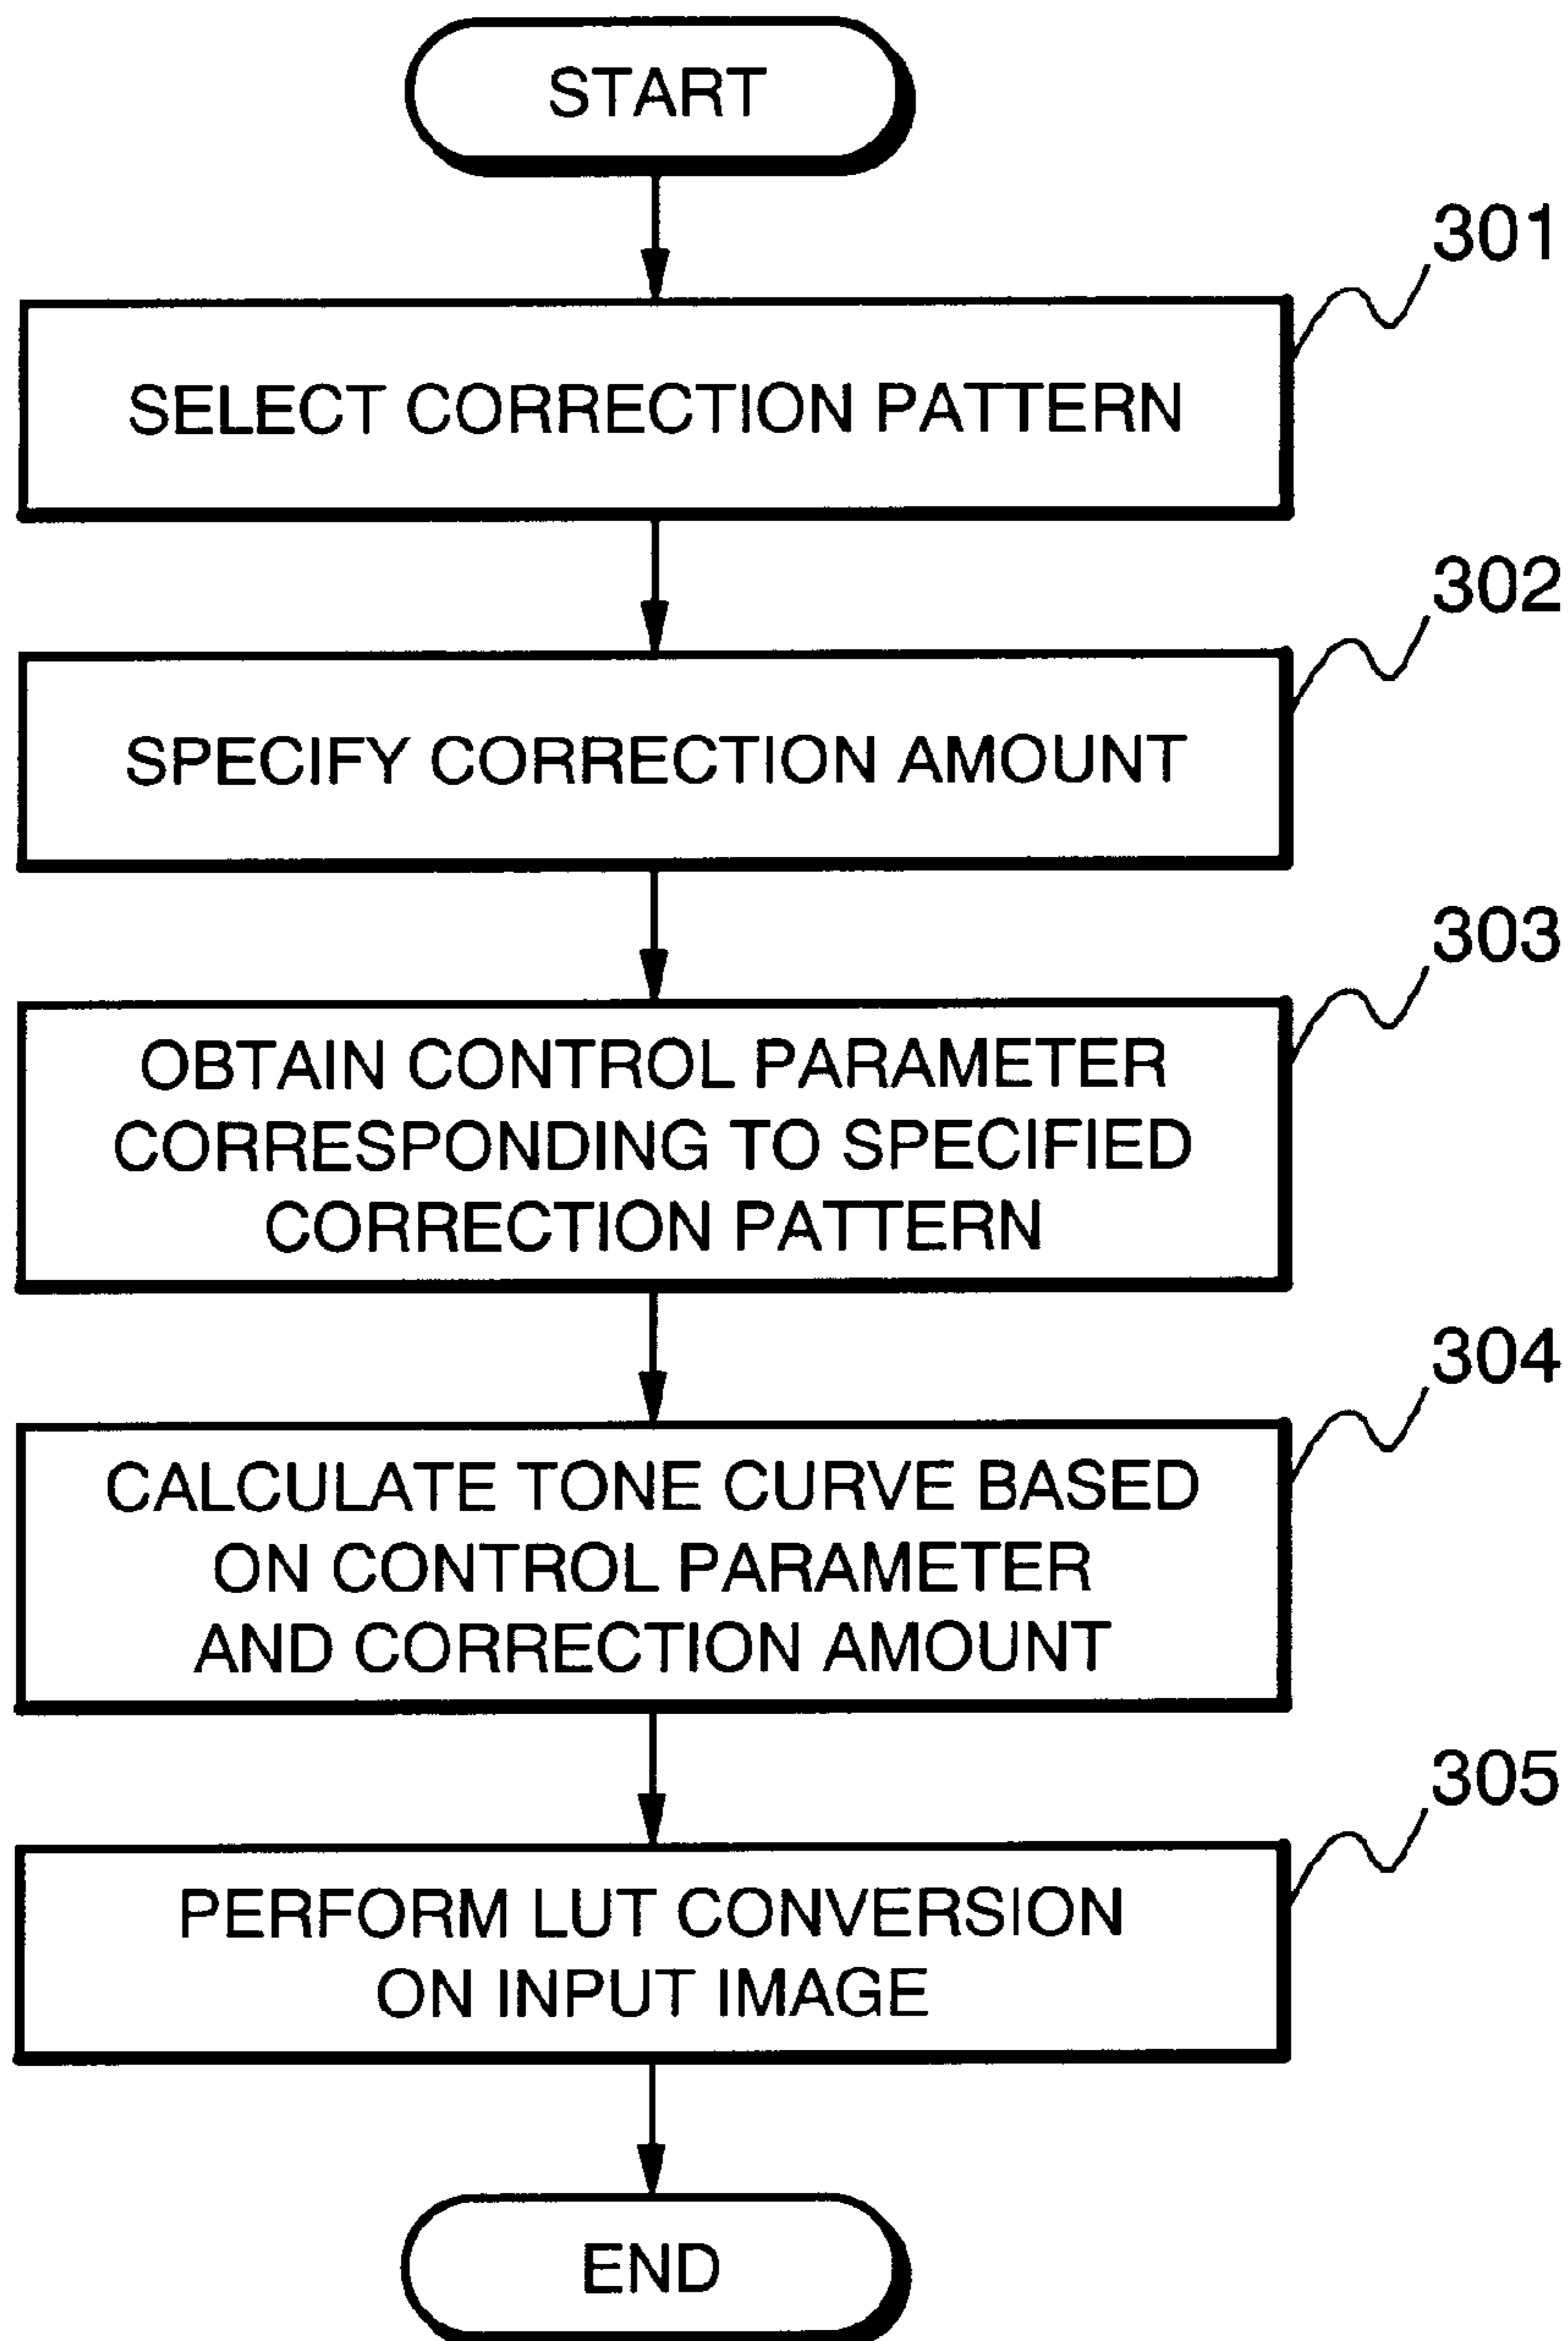 START
301
SELECT CORRECTION PATTERN
302
SPECIFY CORRECTION AMOUNT
303
OBTAIN CONTROL PARAMETER
CORRESPONDING TO SPECIFIED
CORRECTION PATTERN
304
CALCULATE TONE CURVE BASED
ON CONTROL PARAMETER
AND CORRECTION AMOUNT
305
PERFORM LUT CONVERSION
ON INPUT IMAGE
END